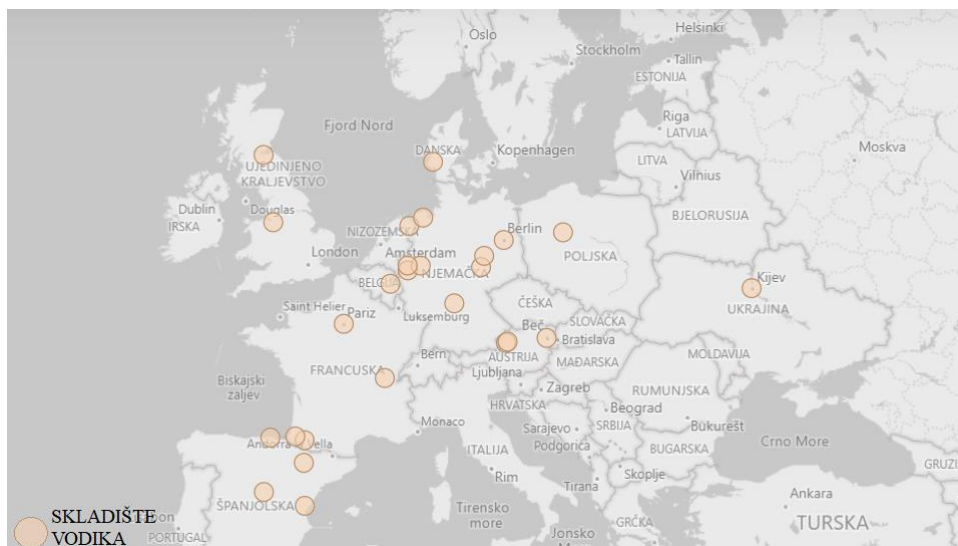 Helsinki
Oslo
Stockholm
Tallin
ESTONIJA
Fjord Nord
Riga
LATVIJA
Moskva
DANSKA
Kopenhagen
LITVA
UJEDINJENO
KRALJEVSTVO
Vilnius
Dublin
Douglas
IRSKA
BJELORUSIJA
NIZOZEMSKA
Berlin
London
Amsterdam
POLJSKA
BELGIJA
NJEMAČKA
Kijev
UKRAJINA
Saint Helier
Pariz
Luksemburg
ČEŠKA
Beč
SLOVAČKA
Bratislava
Bern
AUSTRIJA
MAĐARSKA
MOLDAVIJA
Ljubljana
FRANCUSKA
Biskajski
zaljev
Zagreb
RUMUNJSKA
HRVATSKA
Beograd
Monaco
Sarajevo
SRBIJA
Bukurešt
Andorra
Podgorica
ITALIJA
BUGARSKA
Crno More
GRUZI
Rim
Skoplje
Tirana
ŠPANJOLSKA
Tirensko
more
Ankara
TURSKA
GRČKA
Jonsko
PORTUGAL
SKLADIŠTE
VODIKA